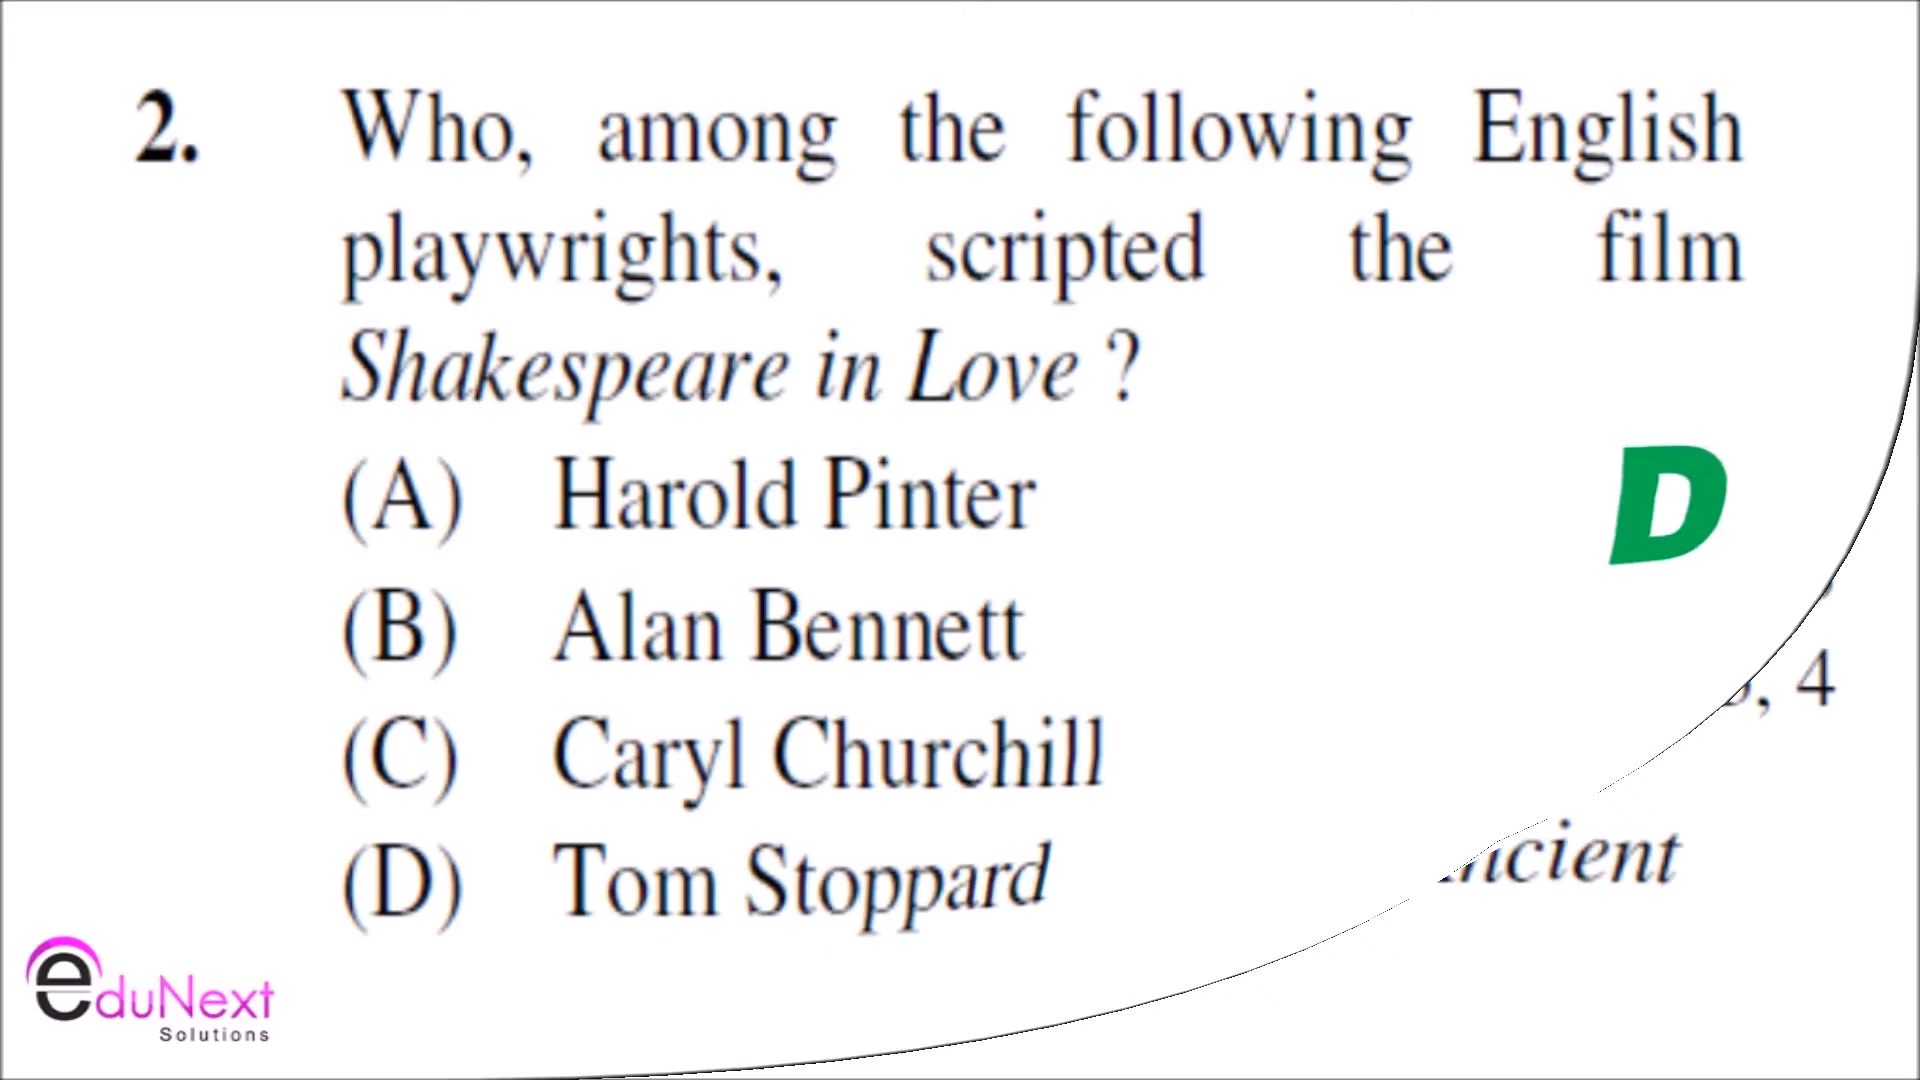 2. Who, among the following English
playwrights, scripted the film
Shakespeare in Love ?
(A) Harold Pinter
D
(B) Alan Bennett
, 4
(C) Caryl Churchill
(D) Tom Stoppard
eduNext
Solutions